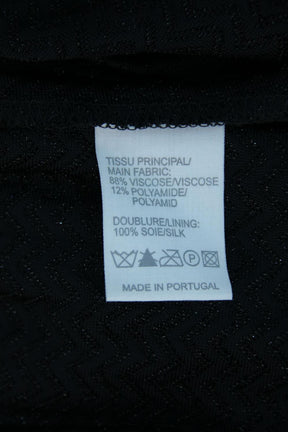 TISSU PRINCIPAL/
MAIN FABRIC:
88% VISCOSE/VISCOSE
12% POLYAMIDE/
POLYAMID
DOUBLURE/LINING:
100% SOIE/SILK
P
MADE IN PORTUGAL